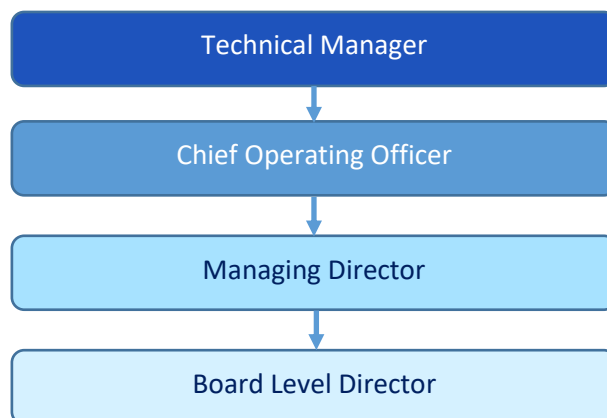 Technical Manager
Chief Operating Officer
Managing Director
Board Level Director